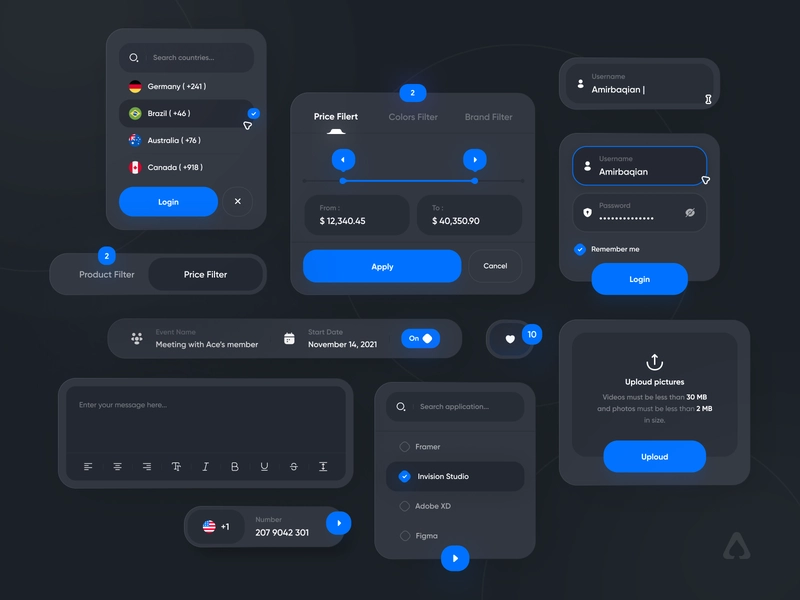 Search countries...
Germany ( +241 )
Brazil ( +46 )
Australia ( +76 )
Canada ( +918 )
Login
2
Product Filter
Price Filter
2
Price Filert
Colors Filter
Brand Filter
From :
$ 12,340.45
To :
$ 40,350.90
Apply
Cancel
Username
Amirbaqian |
Username
Amirbaqian
Password
••••••••••••••
Remember me
Login
Event Name
Meeting with Ace's member
Start Date
November 14, 2021
On
10
Enter your message here...
+1
Number
207 9042 301
Search application...
Framer
Invision Studio
Adobe XD
Figma
Upload pictures
Videos must be less than 30 MB
and photos must be less than 2 MB
in size.
Uploud